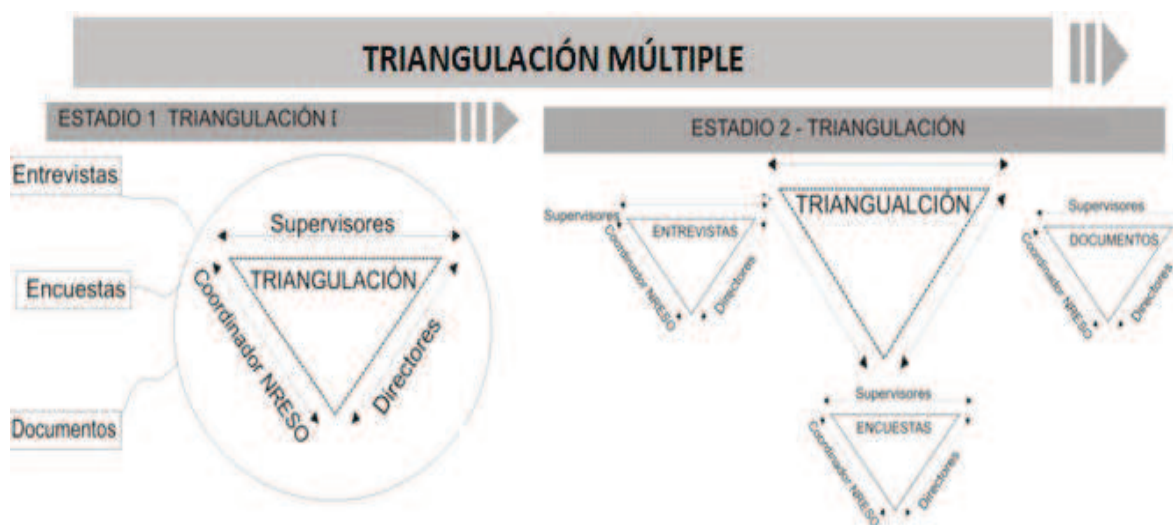 TRIANGULACIÓN MÚLTIPLE
ESTADIO 1 TRIANGULACIÓN I
Entrevistas
Encuestas
Documentos
Supervisores
TRIANGULACIÓN
Coordinador NRESO
Directores
ESTADIO 2 - TRIANGULACIÓN
TRIANGUALCIÓN
Supervisores
ENTREVISTAS
Coordinador NRESO
Directores
Supervisores
DOCUMENTOS
Coordinador NRESO
Directores
Supervisores
ENCUESTAS
Coordinador NRESO
Directores